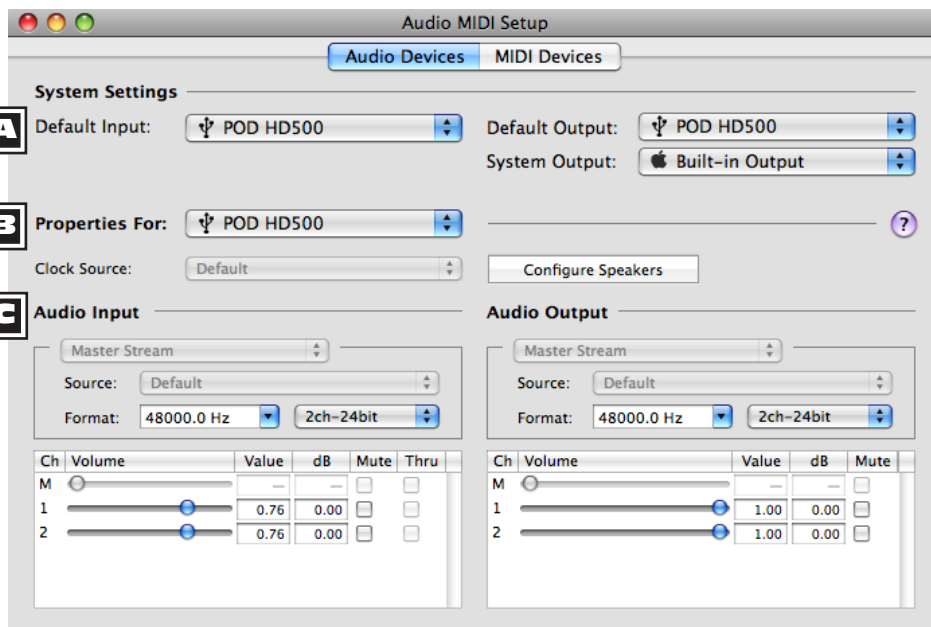 Audio MIDI Setup
Audio Devices MIDI Devices
System Settings
A
Default Input: POD HD500
Default Output: POD HD500
System Output: Built-in Output
B
Properties For: POD HD500 ?
Clock Source: Default Configure Speakers
C
Audio Input
Master Stream
Source: Default
Format: 48000.0 Hz 2ch-24bit
Ch Volume Value dB Mute Thru
M — —
1 0.76 0.00
2 0.76 0.00
Audio Output
Master Stream
Source: Default
Format: 48000.0 Hz 2ch-24bit
Ch Volume Value dB Mute
M — —
1 1.00 0.00
2 1.00 0.00